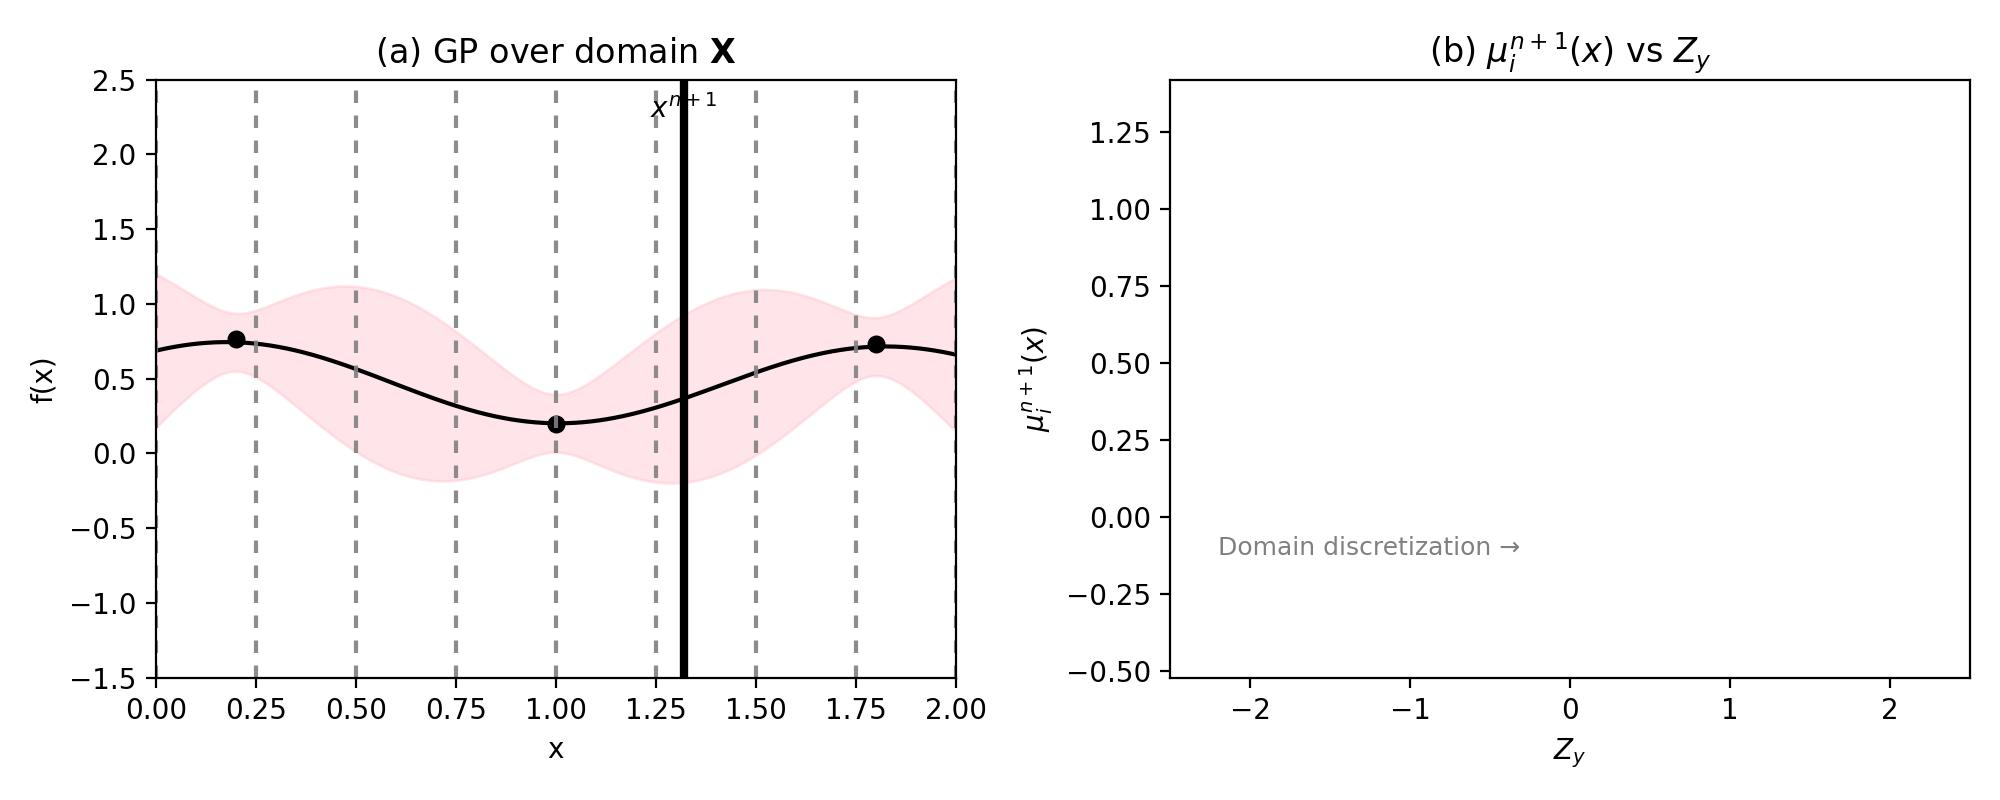 (a) GP over domain X
2.5
2.0
1.5
1.0
0.5
0.0
−0.5
−1.0
−1.5
f(x)
xⁿ⁺¹
0.00 0.25 0.50 0.75 1.00 1.25 1.50 1.75 2.00
x
(b) μᵢⁿ⁺¹(x) vs Z_y
1.25
1.00
0.75
0.50
0.25
0.00
−0.25
−0.50
μᵢⁿ⁺¹(x)
Domain discretization →
−2 −1 0 1 2
Z_y